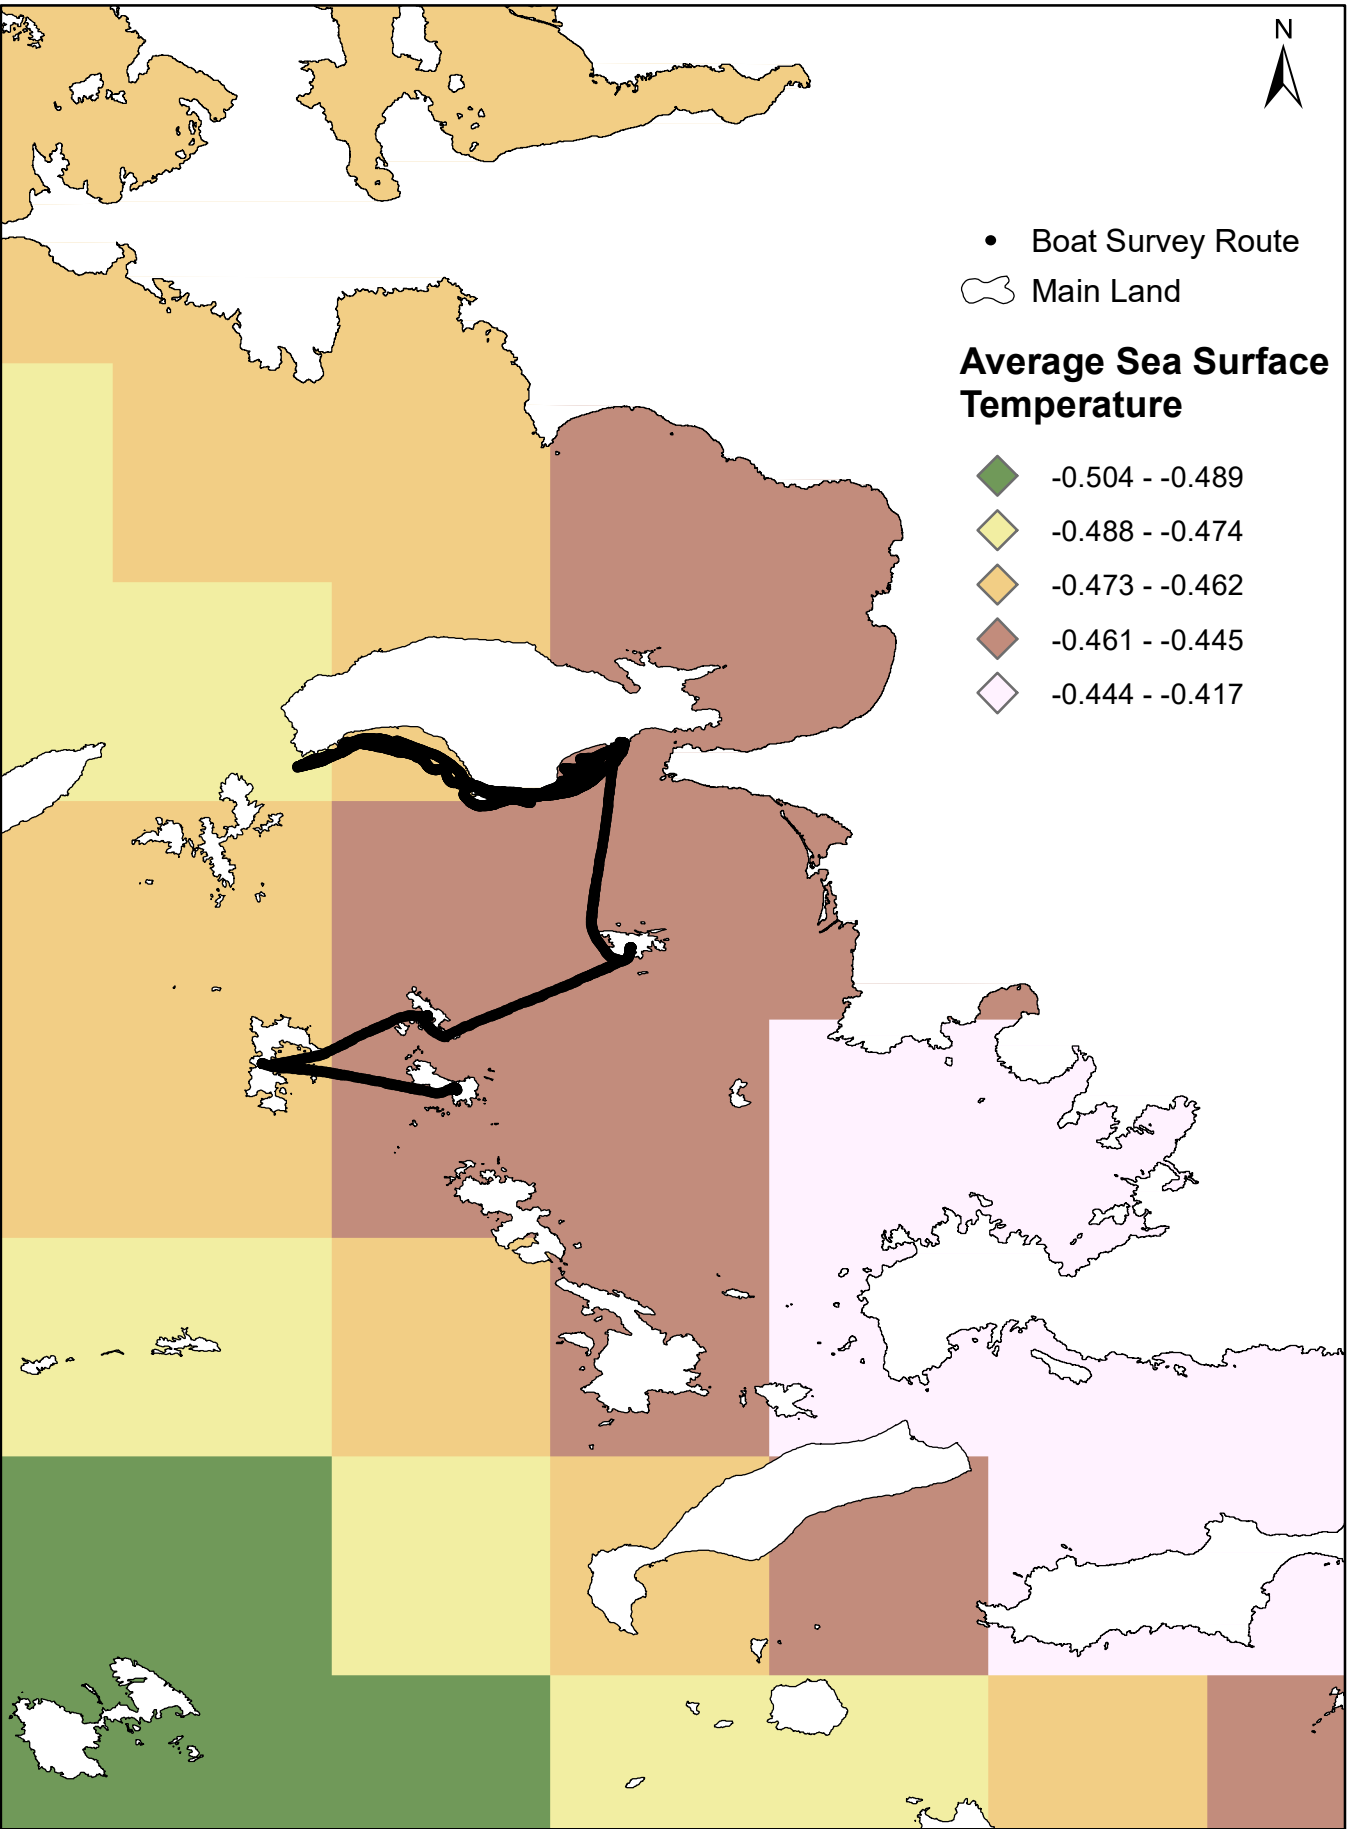 N
Boat Survey Route
Main Land
Average Sea Surface
Temperature
-0.504 - -0.489
-0.488 - -0.474
-0.473 - -0.462
-0.461 - -0.445
-0.444 - -0.417